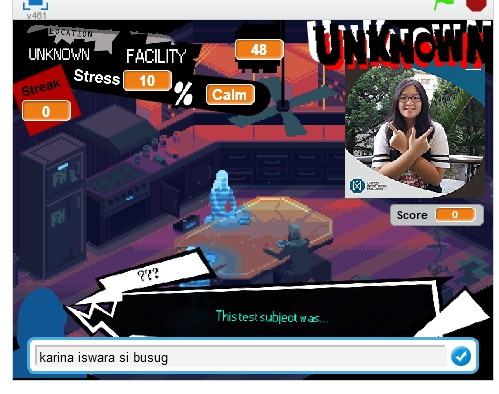 v461
LOCATION
UNKNOWN FACILITY
48
UNKNOWN
Stress 10 %
Calm
Streak
0
Score 0
???
This test subject was...
karina iswara si busug